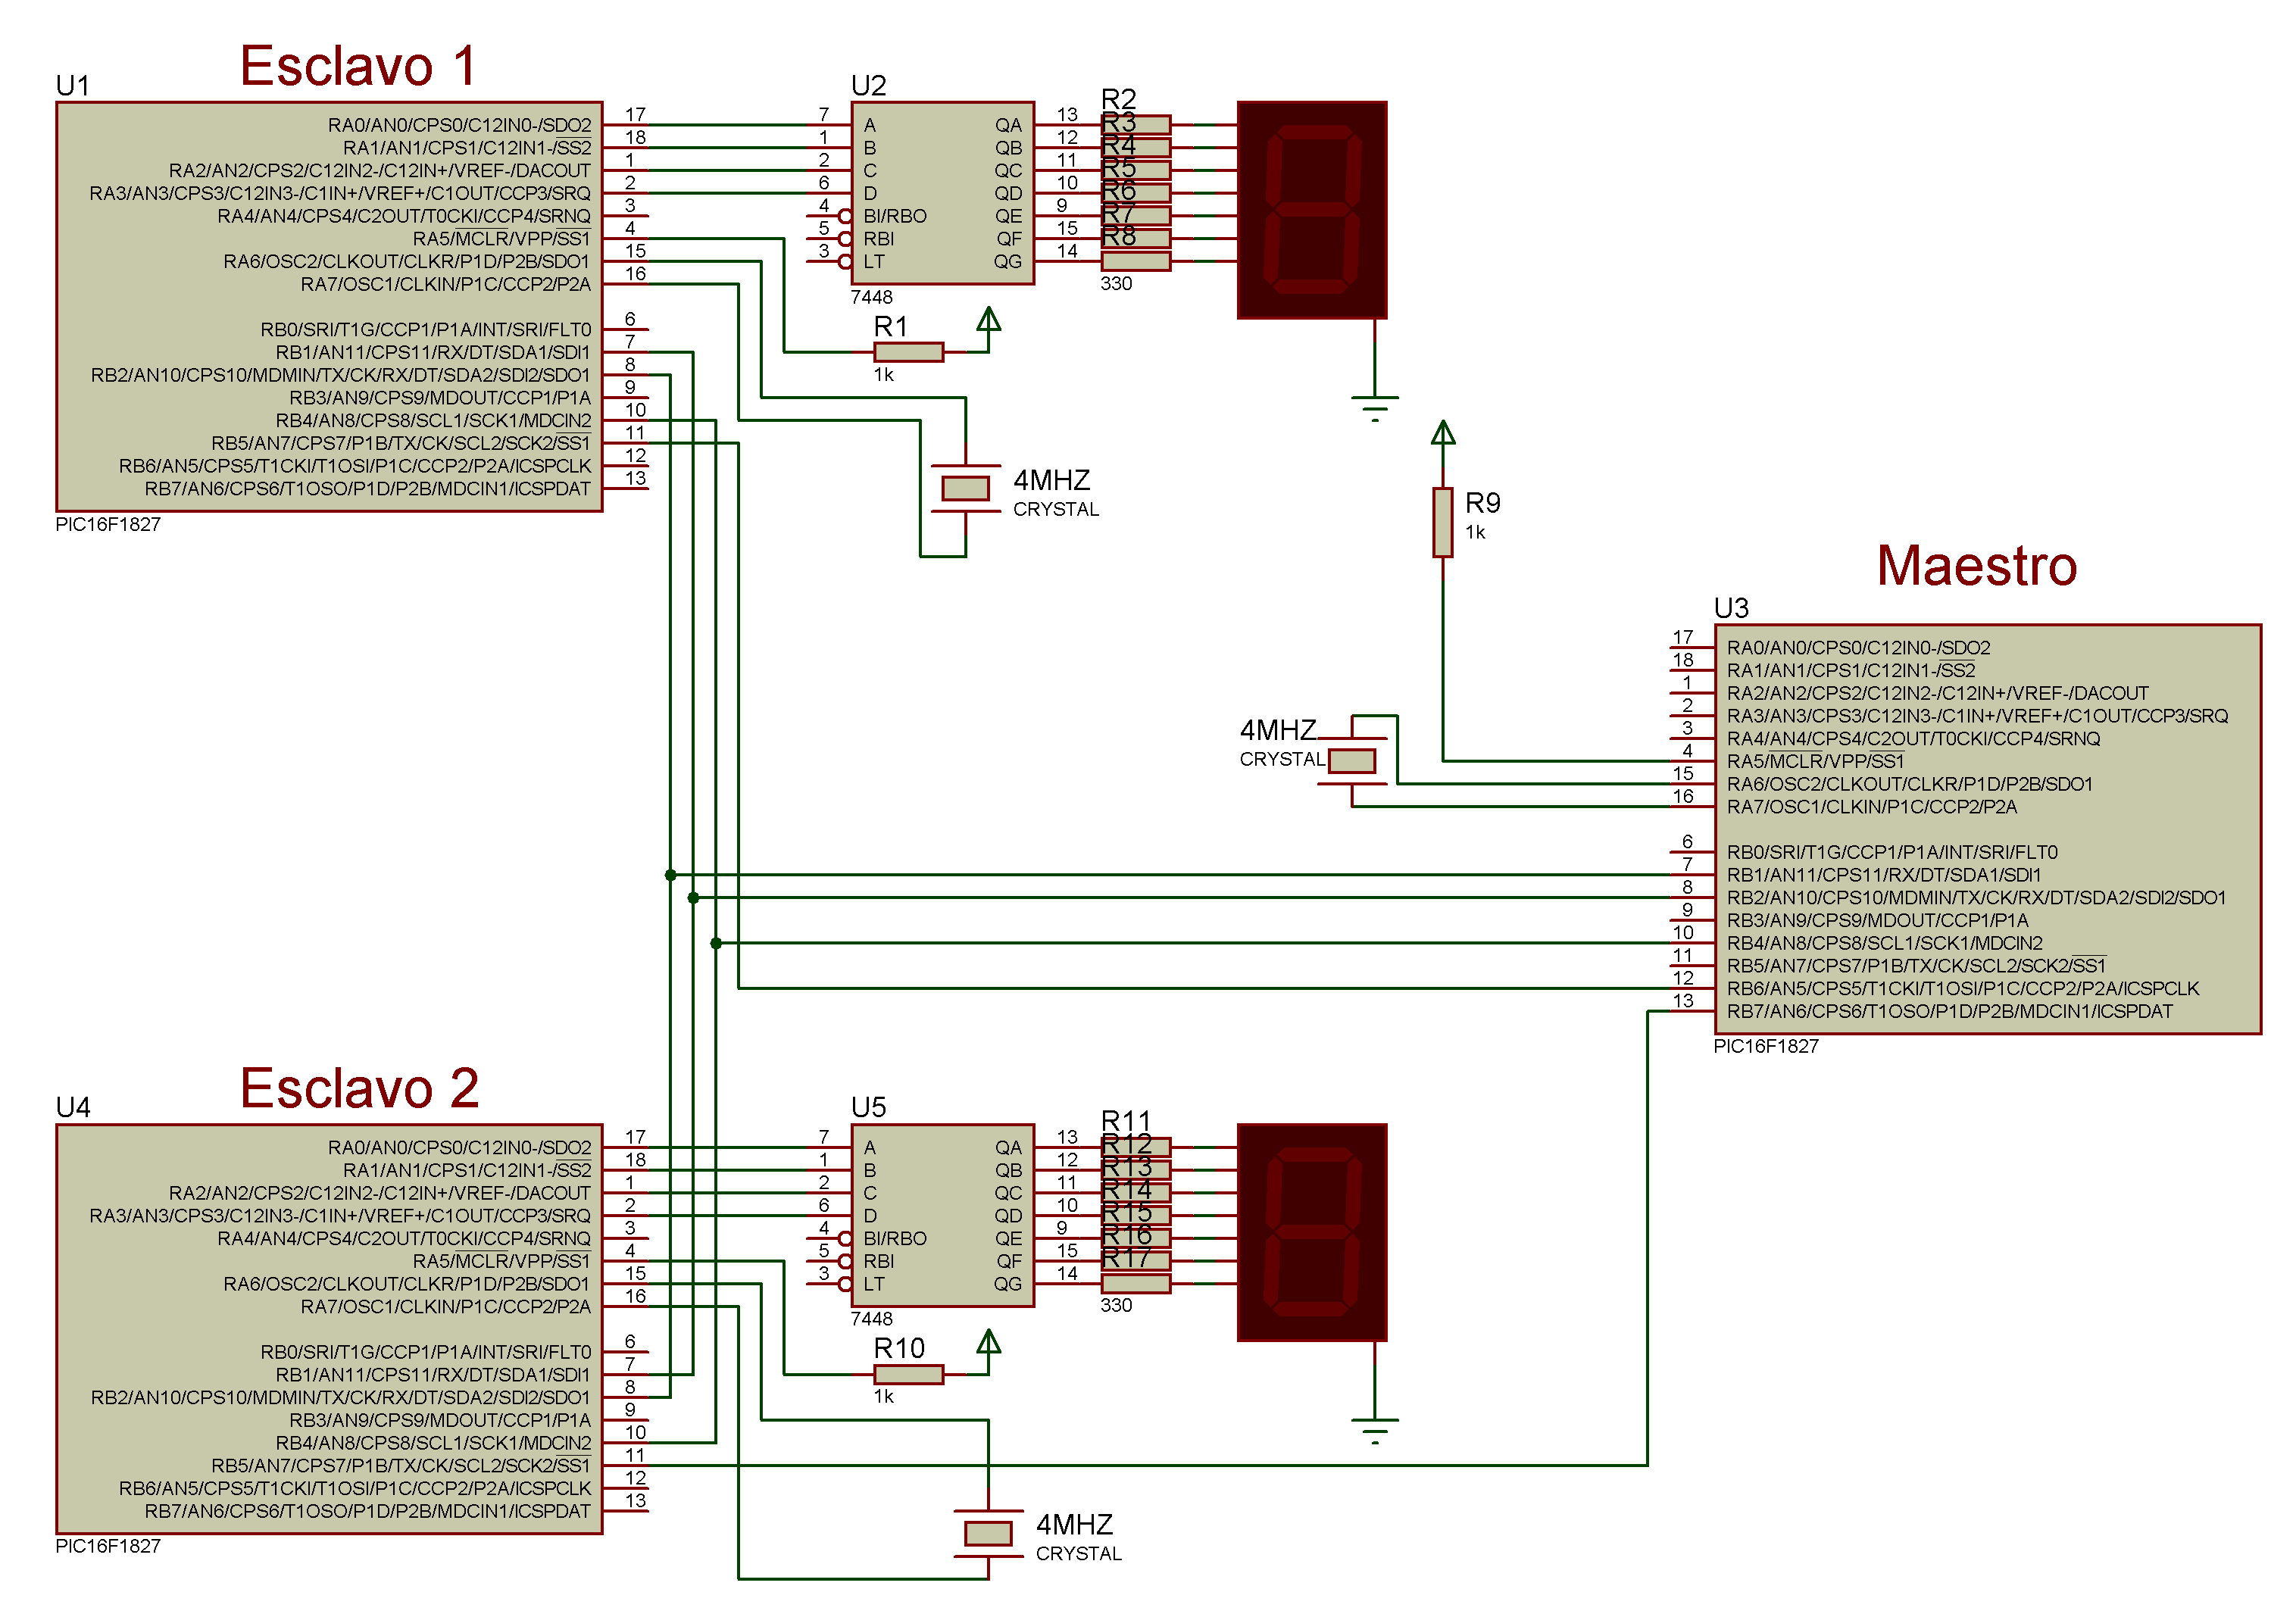 Esclavo 1
U1
RA0/AN0/CPS0/C12IN0-/SDO2 17
RA1/AN1/CPS1/C12IN1-/SS2 18
RA2/AN2/CPS2/C12IN2-/C12IN+/VREF-/DACOUT 1
RA3/AN3/CPS3/C12IN3-/C1IN+/VREF+/C1OUT/CCP3/SRQ 2
RA4/AN4/CPS4/C2OUT/T0CKI/CCP4/SRNQ 3
RA5/MCLR/VPP/SS1 4
RA6/OSC2/CLKOUT/CLKR/P1D/P2B/SDO1 15
RA7/OSC1/CLKIN/P1C/CCP2/P2A 16
RB0/SRI/T1G/CCP1/P1A/INT/SRI/FLT0 6
RB1/AN11/CPS11/RX/DT/SDA1/SDI1 7
RB2/AN10/CPS10/MDMIN/TX/CK/RX/DT/SDA2/SDI2/SDO1 8
RB3/AN9/CPS9/MDOUT/CCP1/P1A 9
RB4/AN8/CPS8/SCL1/SCK1/MDCIN2 10
RB5/AN7/CPS7/P1B/TX/CK/SCL2/SCK2/SS1 11
RB6/AN5/CPS5/T1CKI/T1OSI/P1C/CCP2/P2A/ICSPCLK 12
RB7/AN6/CPS6/T1OSO/P1D/P2B/MDCIN1/ICSPDAT 13
PIC16F1827
U2
7 A QA 13
1 B QB 12
2 C QC 11
6 D QD 10
4 BI/RBO QE 9
5 RBI QF 15
3 LT QG 14
7448
R2
R3
R4
R5
R6
R7
R8
330
R1
1k
4MHZ
CRYSTAL
R9
1k
Maestro
U3
17 RA0/AN0/CPS0/C12IN0-/SDO2
18 RA1/AN1/CPS1/C12IN1-/SS2
1 RA2/AN2/CPS2/C12IN2-/C12IN+/VREF-/DACOUT
2 RA3/AN3/CPS3/C12IN3-/C1IN+/VREF+/C1OUT/CCP3/SRQ
3 RA4/AN4/CPS4/C2OUT/T0CKI/CCP4/SRNQ
4 RA5/MCLR/VPP/SS1
15 RA6/OSC2/CLKOUT/CLKR/P1D/P2B/SDO1
16 RA7/OSC1/CLKIN/P1C/CCP2/P2A
6 RB0/SRI/T1G/CCP1/P1A/INT/SRI/FLT0
7 RB1/AN11/CPS11/RX/DT/SDA1/SDI1
8 RB2/AN10/CPS10/MDMIN/TX/CK/RX/DT/SDA2/SDI2/SDO1
9 RB3/AN9/CPS9/MDOUT/CCP1/P1A
10 RB4/AN8/CPS8/SCL1/SCK1/MDCIN2
11 RB5/AN7/CPS7/P1B/TX/CK/SCL2/SCK2/SS1
12 RB6/AN5/CPS5/T1CKI/T1OSI/P1C/CCP2/P2A/ICSPCLK
13 RB7/AN6/CPS6/T1OSO/P1D/P2B/MDCIN1/ICSPDAT
PIC16F1827
4MHZ
CRYSTAL
Esclavo 2
U4
RA0/AN0/CPS0/C12IN0-/SDO2 17
RA1/AN1/CPS1/C12IN1-/SS2 18
RA2/AN2/CPS2/C12IN2-/C12IN+/VREF-/DACOUT 1
RA3/AN3/CPS3/C12IN3-/C1IN+/VREF+/C1OUT/CCP3/SRQ 2
RA4/AN4/CPS4/C2OUT/T0CKI/CCP4/SRNQ 3
RA5/MCLR/VPP/SS1 4
RA6/OSC2/CLKOUT/CLKR/P1D/P2B/SDO1 15
RA7/OSC1/CLKIN/P1C/CCP2/P2A 16
RB0/SRI/T1G/CCP1/P1A/INT/SRI/FLT0 6
RB1/AN11/CPS11/RX/DT/SDA1/SDI1 7
RB2/AN10/CPS10/MDMIN/TX/CK/RX/DT/SDA2/SDI2/SDO1 8
RB3/AN9/CPS9/MDOUT/CCP1/P1A 9
RB4/AN8/CPS8/SCL1/SCK1/MDCIN2 10
RB5/AN7/CPS7/P1B/TX/CK/SCL2/SCK2/SS1 11
RB6/AN5/CPS5/T1CKI/T1OSI/P1C/CCP2/P2A/ICSPCLK 12
RB7/AN6/CPS6/T1OSO/P1D/P2B/MDCIN1/ICSPDAT 13
PIC16F1827
U5
7 A QA 13
1 B QB 12
2 C QC 11
6 D QD 10
4 BI/RBO QE 9
5 RBI QF 15
3 LT QG 14
7448
R11
R12
R13
R14
R15
R16
R17
330
R10
1k
4MHZ
CRYSTAL